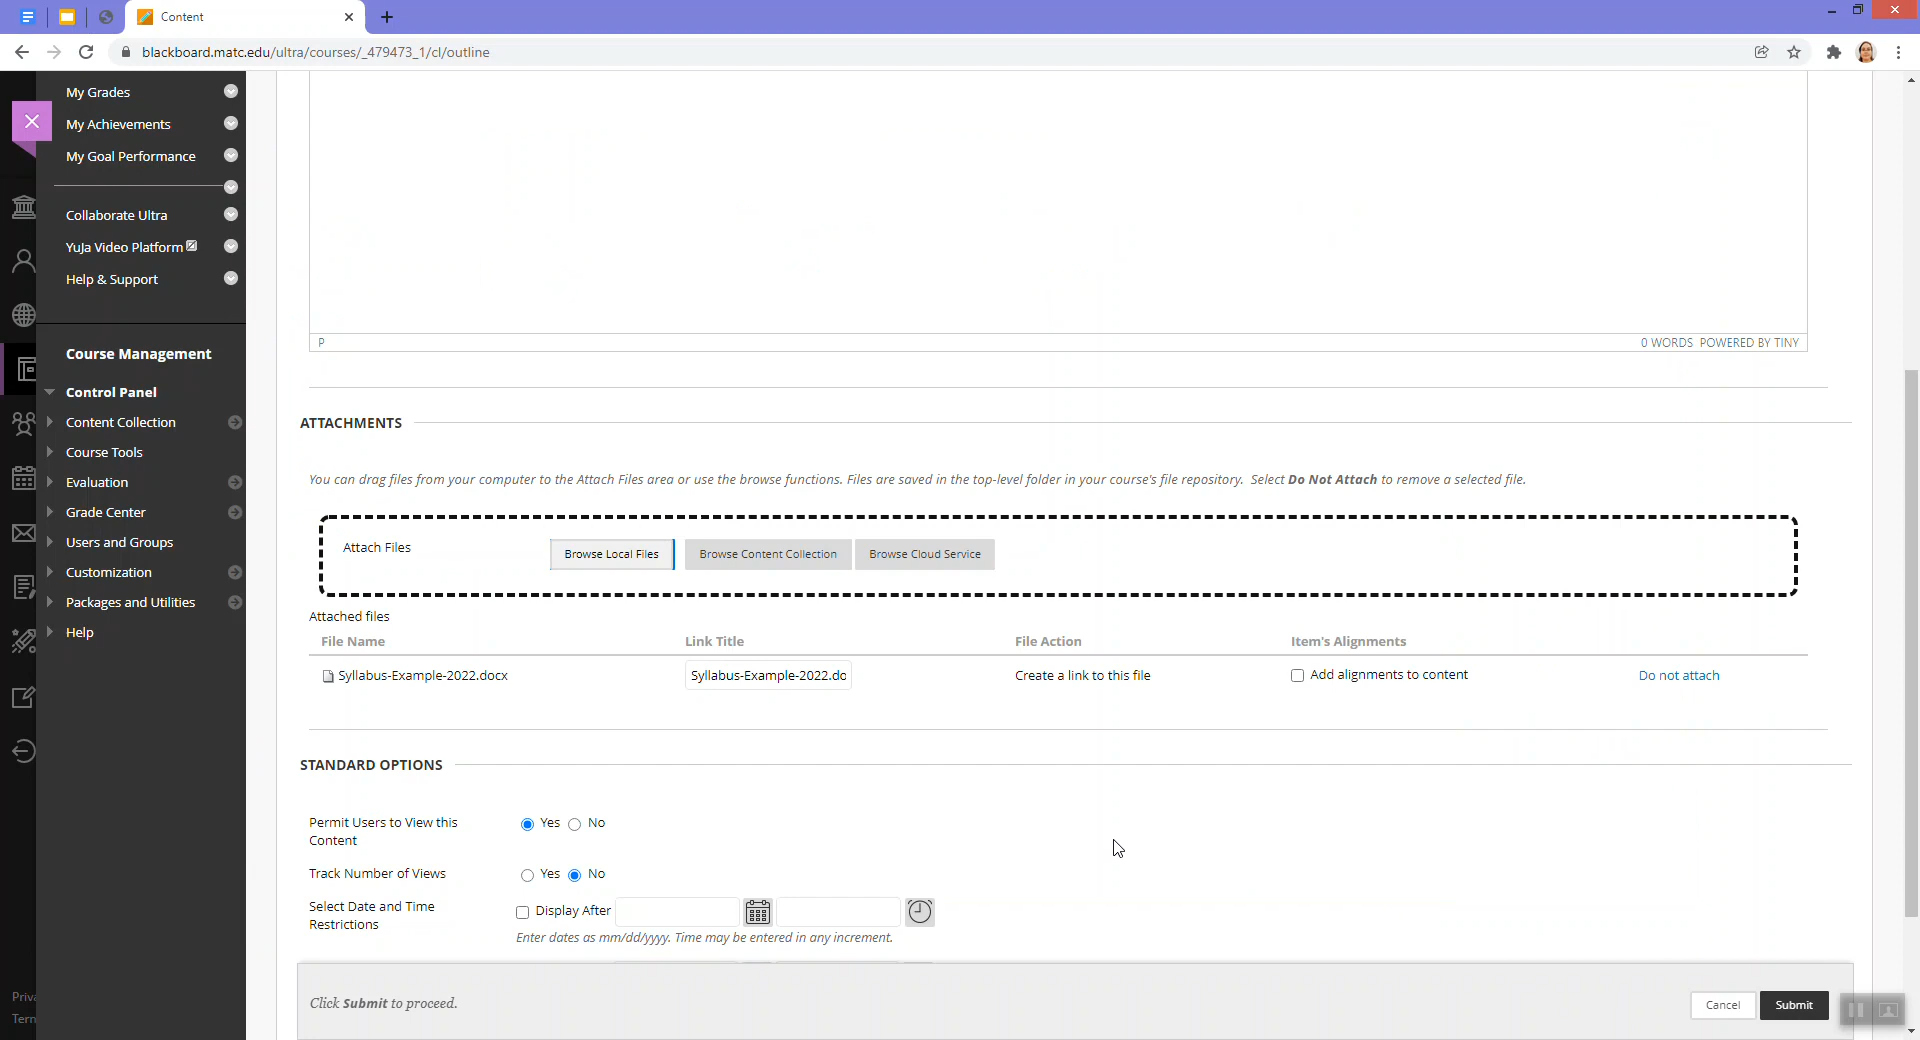 Content
blackboard.matc.edu/ultra/courses/_479473_1/cl/outline
My Grades
My Achievements
My Goal Performance
Collaborate Ultra
YuJa Video Platform
Help & Support
Course Management
Control Panel
Content Collection
Course Tools
Evaluation
Grade Center
Users and Groups
Customization
Packages and Utilities
Help
Priva
Term
P
0 WORDS POWERED BY TINY
ATTACHMENTS
You can drag files from your computer to the Attach Files area or use the browse functions. Files are saved in the top-level folder in your course's file repository. Select Do Not Attach to remove a selected file.
Attach Files
Browse Local Files
Browse Content Collection
Browse Cloud Service
Attached files
File Name Link Title File Action Item's Alignments
Syllabus-Example-2022.docx Syllabus-Example-2022.do Create a link to this file Add alignments to content Do not attach
STANDARD OPTIONS
Permit Users to View this
Content
Yes No
Track Number of Views
Yes No
Select Date and Time
Restrictions
Display After
Enter dates as mm/dd/yyyy. Time may be entered in any increment.
Click Submit to proceed.
Cancel
Submit